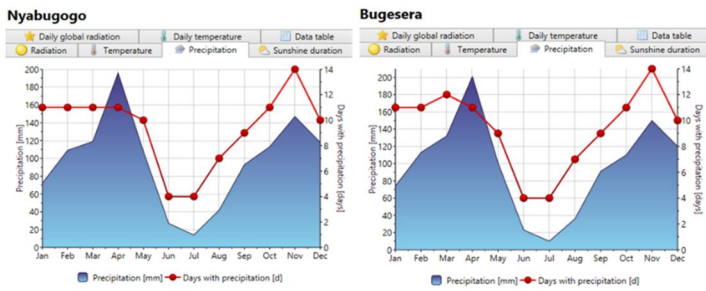 Nyabugogo
Daily global radiation Daily temperature Data table
Radiation Temperature Precipitation Sunshine duration
200
180
160
140
120
100
80
60
40
20
0
Precipitation [mm]
14
12
10
8
6
4
2
0
Days with precipitation [days]
Jan Feb Mar Apr May Jun Jul Aug Sep Oct Nov Dec
Precipitation [mm] Days with precipitation [d]
Bugesera
Daily global radiation Daily temperature Data table
Radiation Temperature Precipitation Sunshine duration
200
180
160
140
120
100
80
60
40
20
0
Precipitation [mm]
14
12
10
8
6
4
2
0
Days with precipitation [days]
Jan Feb Mar Apr May Jun Jul Aug Sep Oct Nov Dec
Precipitation [mm] Days with precipitation [d]